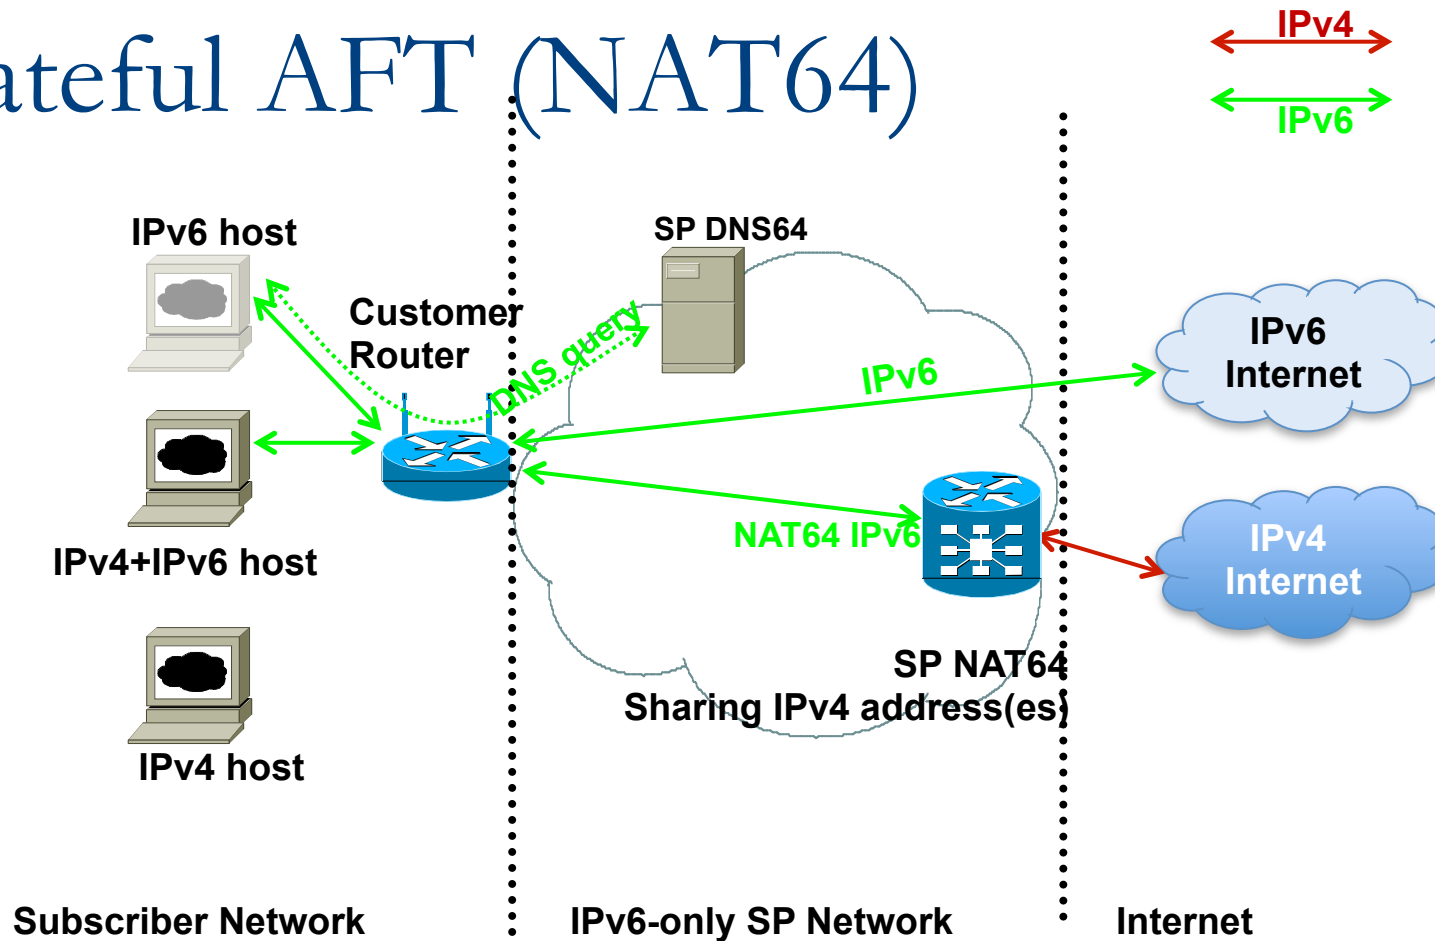 ateful AFT (NAT64)
IPv4
IPv6
IPv6 host
SP DNS64
Customer
Router
DNS query
IPv6
IPv6
Internet
IPv4+IPv6 host
NAT64 IPv6
IPv4
Internet
SP NAT64
Sharing IPv4 address(es)
IPv4 host
Subscriber Network
IPv6-only SP Network
Internet